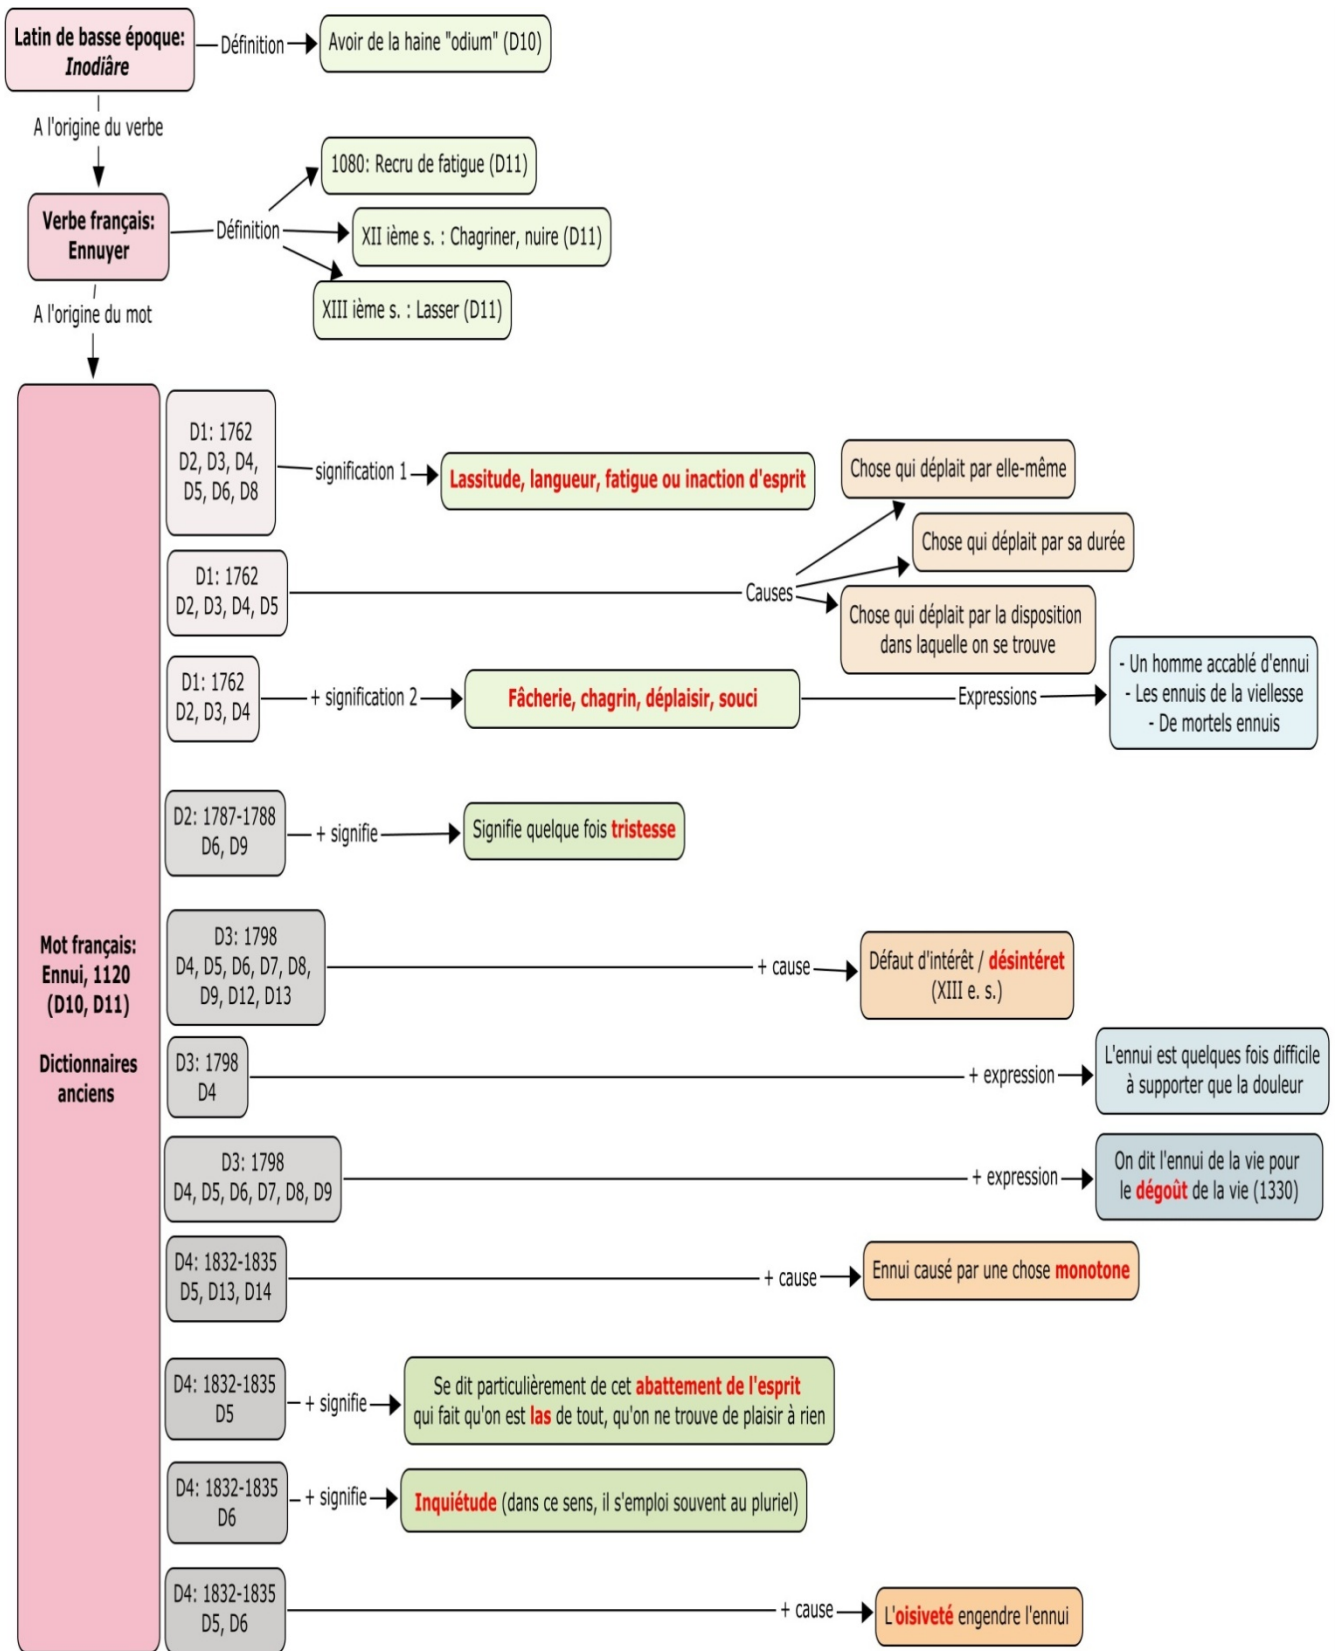 Latin de basse époque:
Inodiâre
Définition
Avoir de la haine "odium" (D10)
A l'origine du verbe
Verbe français:
Ennuyer
Définition
1080: Recru de fatigue (D11)
XII ième s. : Chagriner, nuire (D11)
XIII ième s. : Lasser (D11)
A l'origine du mot
Mot français:
Ennui, 1120
(D10, D11)
Dictionnaires
anciens
D1: 1762
D2, D3, D4,
D5, D6, D8
signification 1
Lassitude, langueur, fatigue ou inaction d'esprit
D1: 1762
D2, D3, D4, D5
Causes
Chose qui déplait par elle-même
Chose qui déplait par sa durée
Chose qui déplait par la disposition
dans laquelle on se trouve
D1: 1762
D2, D3, D4
+ signification 2
Fâcherie, chagrin, déplaisir, souci
Expressions
- Un homme accablé d'ennui
- Les ennuis de la viellesse
- De mortels ennuis
D2: 1787-1788
D6, D9
+ signifie
Signifie quelque fois tristesse
D3: 1798
D4, D5, D6, D7, D8,
D9, D12, D13
+ cause
Défaut d'intérêt / désintéret
(XIII e. s.)
D3: 1798
D4
+ expression
L'ennui est quelques fois difficile
à supporter que la douleur
D3: 1798
D4, D5, D6, D7, D8, D9
+ expression
On dit l'ennui de la vie pour
le dégoût de la vie (1330)
D4: 1832-1835
D5, D13, D14
+ cause
Ennui causé par une chose monotone
D4: 1832-1835
D5
+ signifie
Se dit particulièrement de cet abattement de l'esprit
qui fait qu'on est las de tout, qu'on ne trouve de plaisir à rien
D4: 1832-1835
D6
+ signifie
Inquiétude (dans ce sens, il s'emploi souvent au pluriel)
D4: 1832-1835
D5, D6
+ cause
L'oisiveté engendre l'ennui